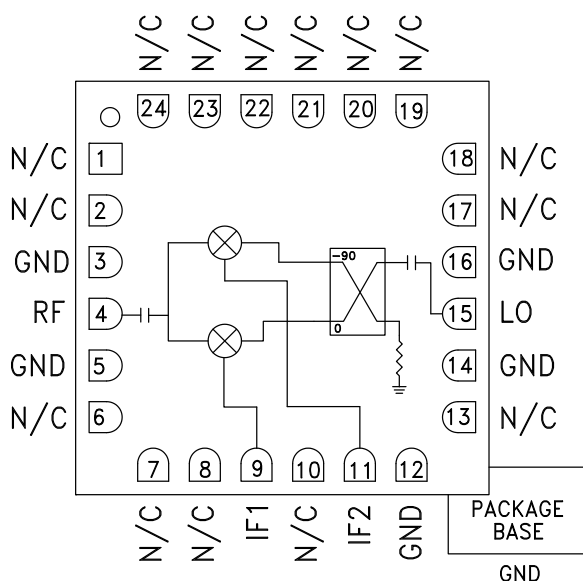 N/C N/C N/C N/C N/C N/C
24 23 22 21 20 19
N/C 1 18 N/C
N/C 2 17 N/C
GND 3 -90 16 GND
RF 4 15 LO
0
GND 5 14 GND
N/C 6 13 N/C
7 8 9 10 11 12
N/C N/C IF1 N/C IF2 GND
PACKAGE
BASE
GND